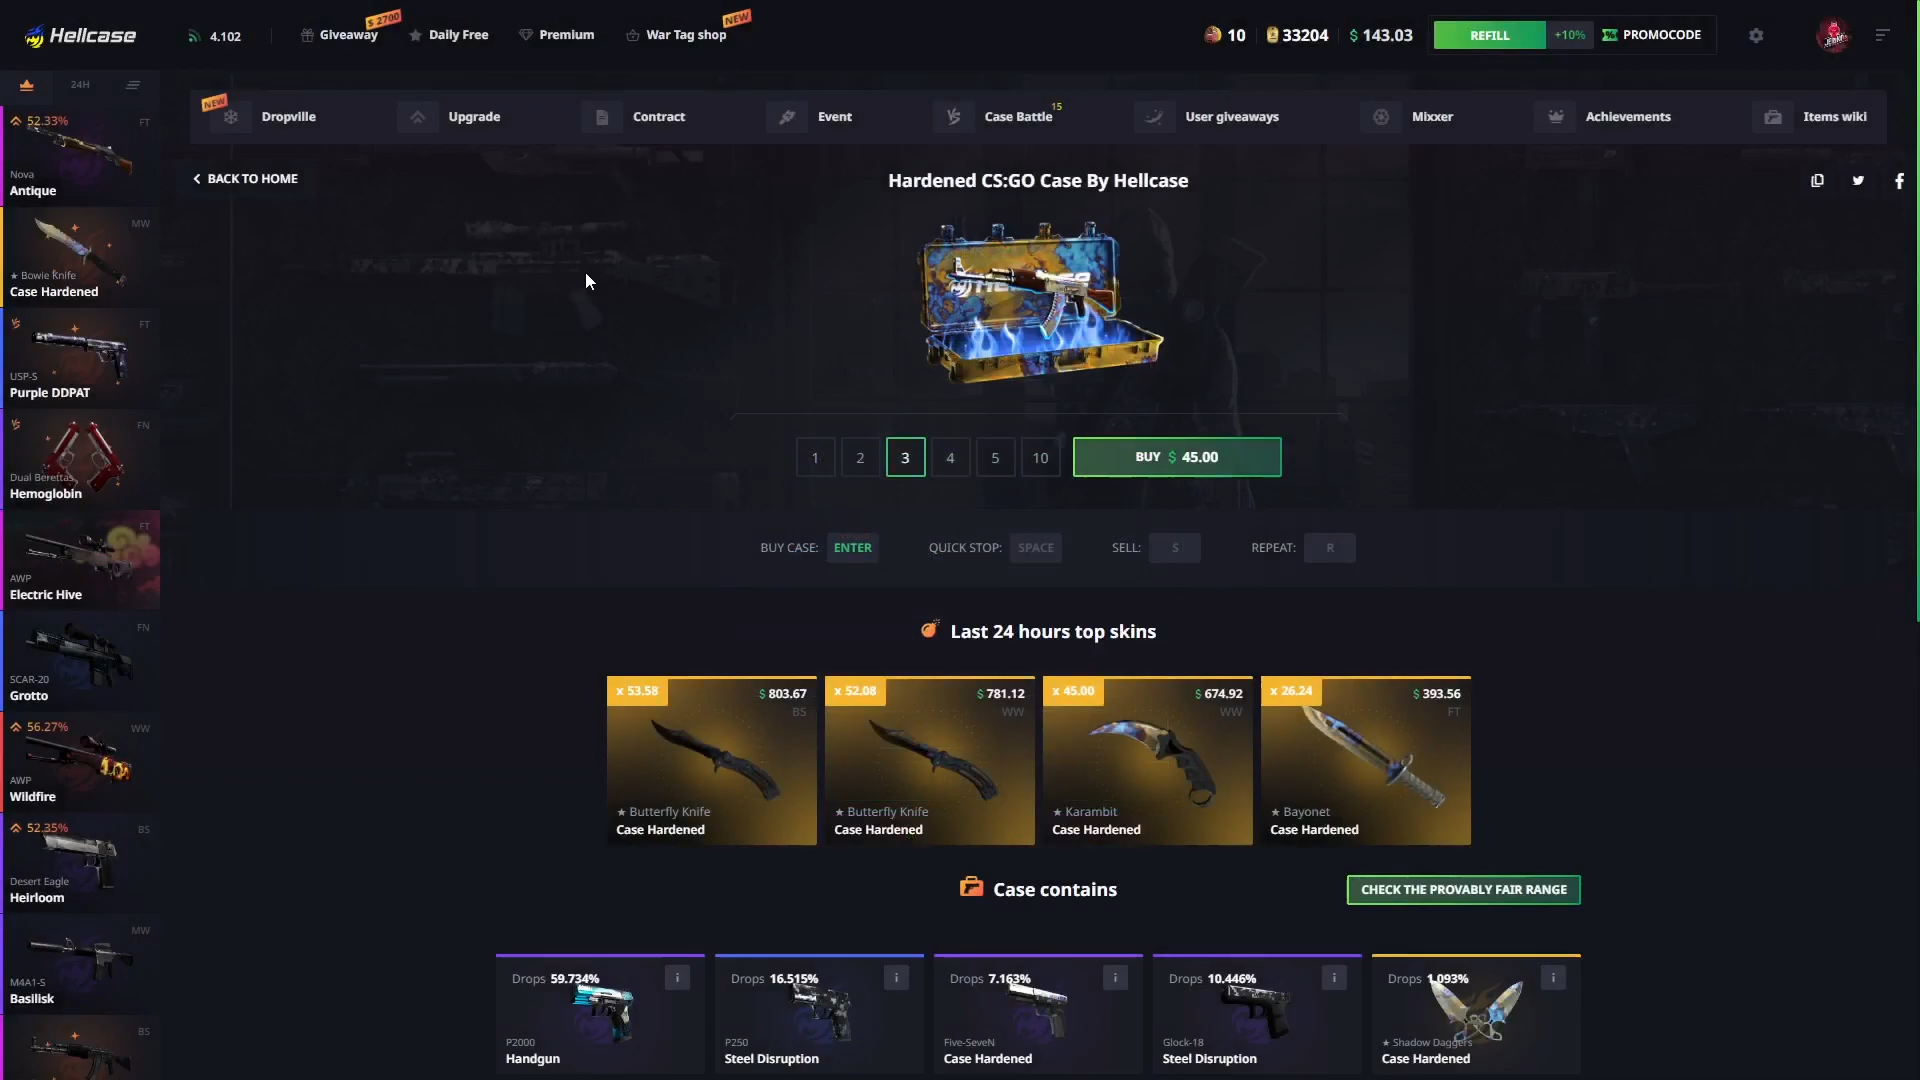 Hellcase
4.102
Giveaway
$ 2700
Daily Free
Premium
War Tag shop
NEW
10
33204
$ 143.03
REFILL
+10%
PROMOCODE
24H
NEW
Dropville
Upgrade
Contract
Event
Case Battle
15
User giveaways
Mixxer
Achievements
Items wiki
BACK TO HOME
Hardened CS:GO Case By Hellcase
1
2
3
4
5
10
BUY $ 45.00
BUY CASE: ENTER
QUICK STOP: SPACE
SELL: S
REPEAT: R
Last 24 hours top skins
x 53.58
$ 803.67
BS
★ Butterfly Knife
Case Hardened
x 52.08
$ 781.12
WW
★ Butterfly Knife
Case Hardened
x 45.00
$ 674.92
WW
★ Karambit
Case Hardened
x 26.24
$ 393.56
FT
★ Bayonet
Case Hardened
Case contains
CHECK THE PROVABLY FAIR RANGE
Drops 59.734%
i
P2000
Handgun
Drops 16.515%
i
P250
Steel Disruption
Drops 7.163%
i
Five-SeveN
Case Hardened
Drops 10.446%
i
Glock-18
Steel Disruption
Drops 1.093%
i
★ Shadow Daggers
Case Hardened
52.33%
FT
Nova
Antique
MW
★ Bowie Knife
Case Hardened
FT
USP-S
Purple DDPAT
FN
Dual Berettas
Hemoglobin
FT
AWP
Electric Hive
FN
SCAR-20
Grotto
56.27%
WW
AWP
Wildfire
52.35%
BS
Desert Eagle
Heirloom
MW
M4A1-S
Basilisk
BS